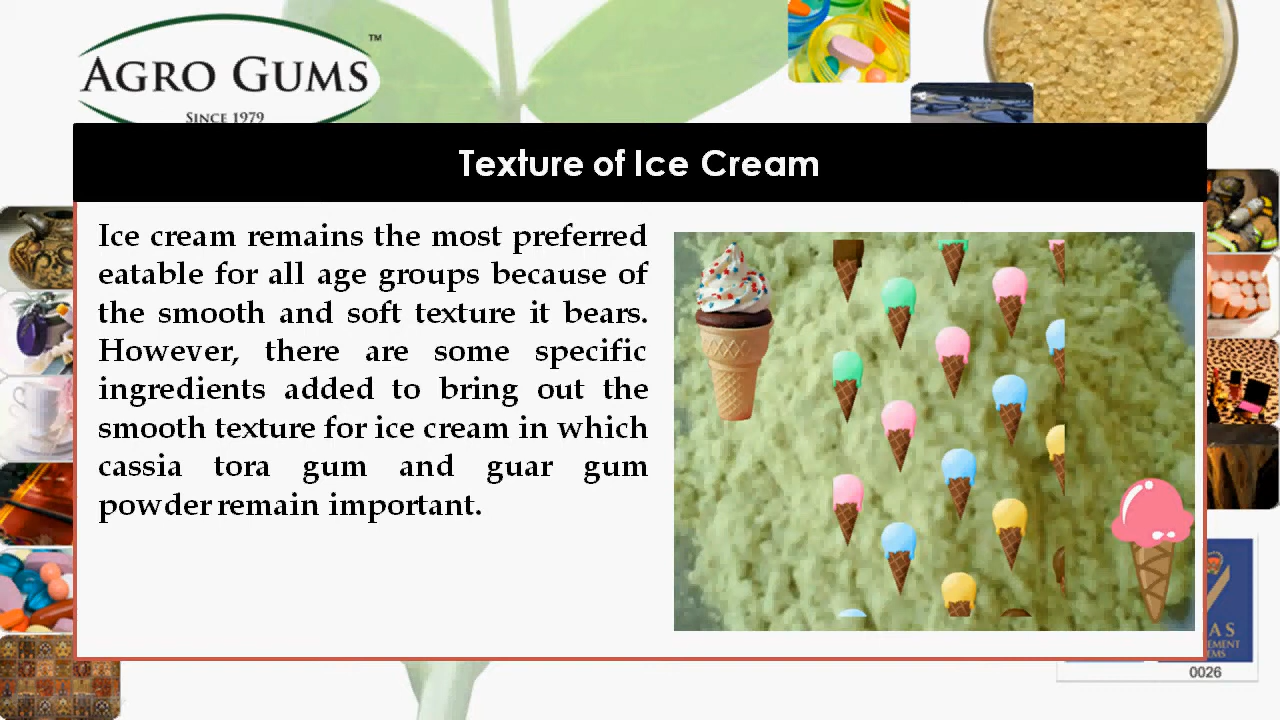 AGRO GUMS™
SINCE 1979
Texture of Ice Cream
Ice cream remains the most preferred
eatable for all age groups because of
the smooth and soft texture it bears.
However, there are some specific
ingredients added to bring out the
smooth texture for ice cream in which
cassia tora gum and guar gum
powder remain important.
0026